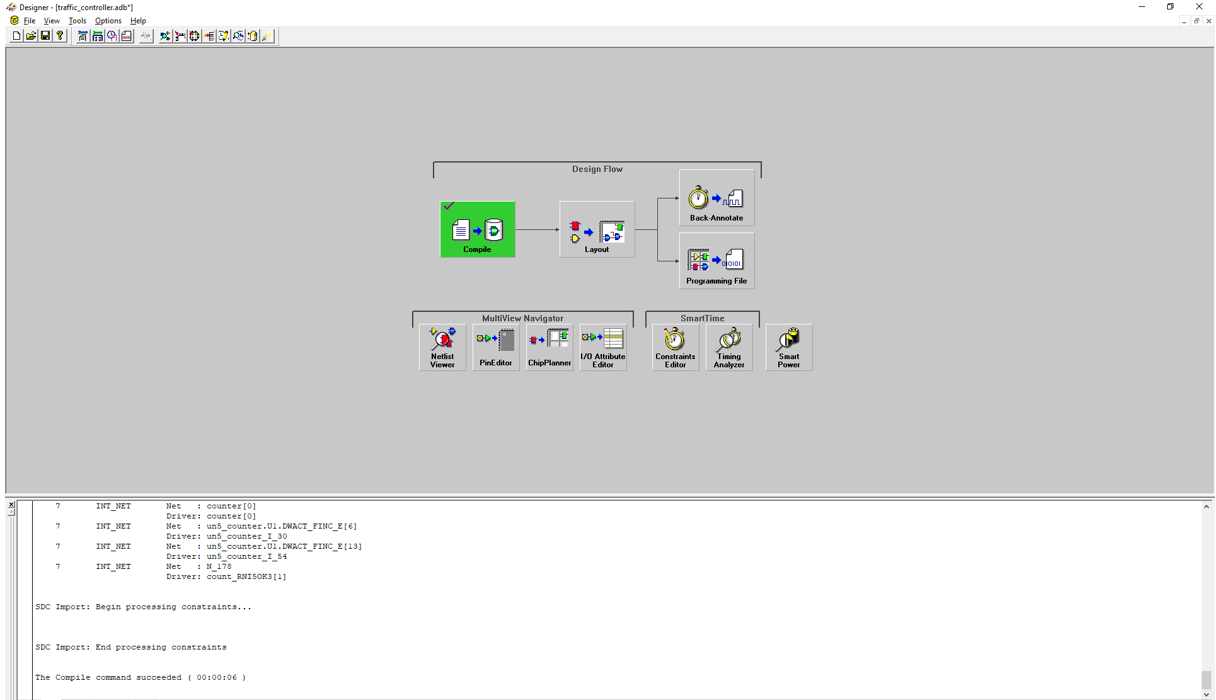 Designer - [traffic_controller.adb*]
File View Tools Options Help
Design Flow
Compile
Layout
Back-Annotate
Programming File
MultiView Navigator
Netlist
Viewer
PinEditor
ChipPlanner
I/O Attribute
Editor
SmartTime
Constraints
Editor
Timing
Analyzer
Smart
Power
7 INT_NET Net : counter[0]
Driver: counter[0]
7 INT_NET Net : un5_counter.U1.DWACT_FINC_E[6]
Driver: un5_counter_I_30
7 INT_NET Net : un5_counter.U1.DWACT_FINC_E[13]
Driver: un5_counter_I_54
7 INT_NET Net : N_178
Driver: count_RNI5OK3[1]
SDC Import: Begin processing constraints...
SDC Import: End processing constraints
The Compile command succeeded ( 00:00:06 )